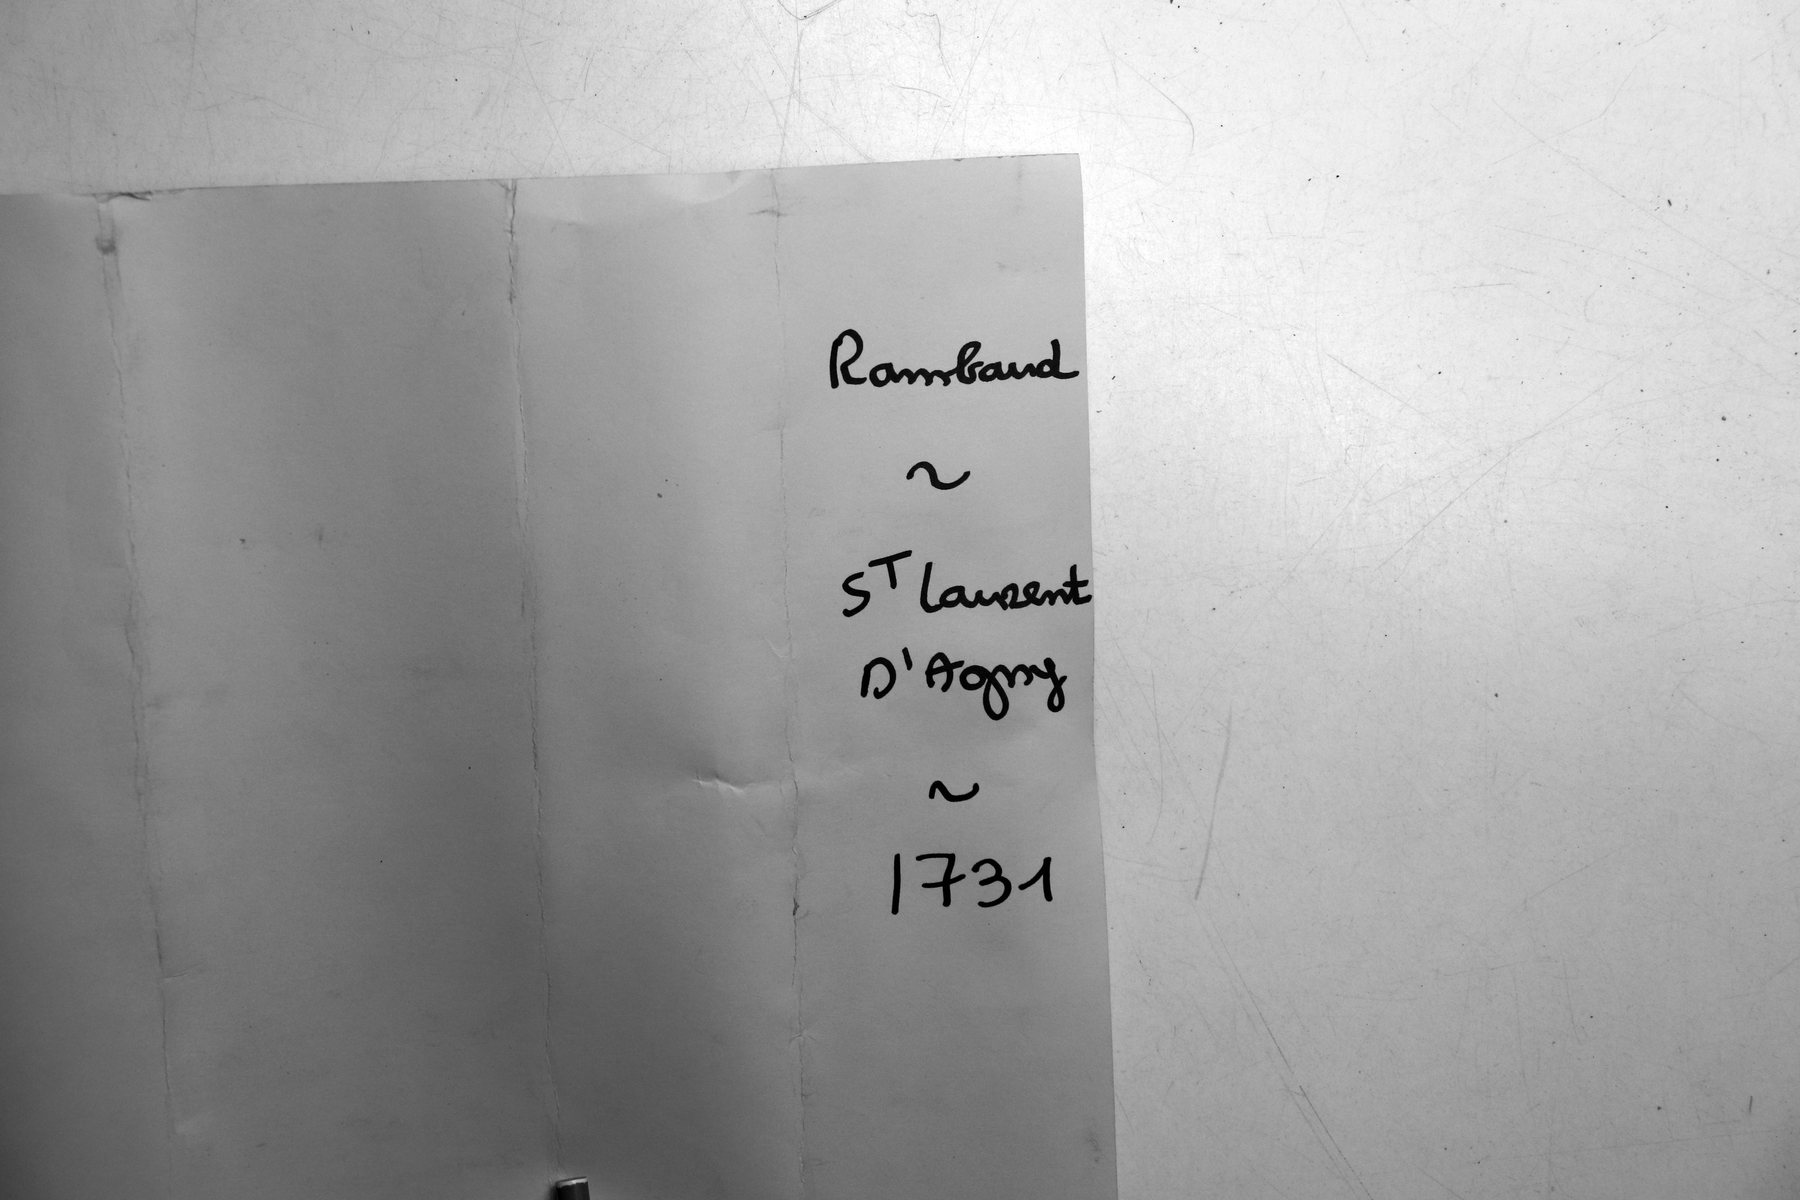 Rambaud
~
ST Laurent
D'Agny
~
1731